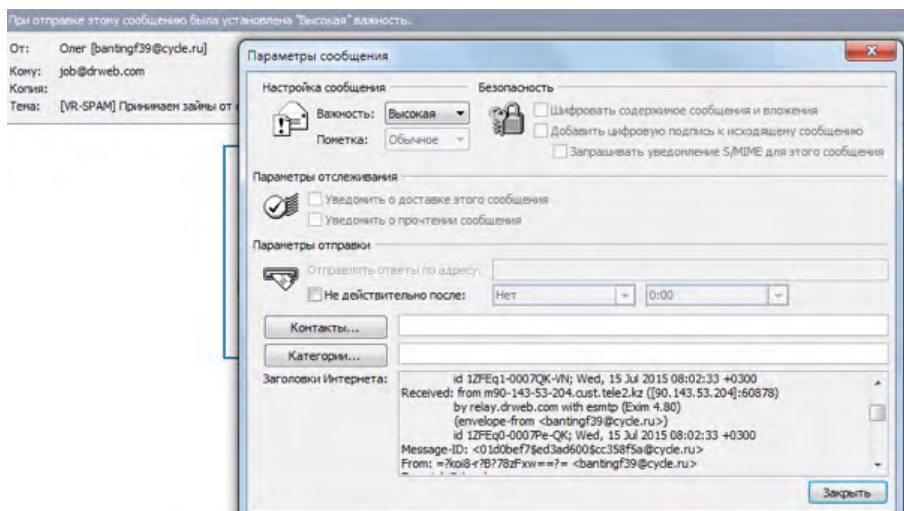 При отправке этому сообщению была установлена "Высокая" важность.
От: Олег [bantingf39@cycle.ru]
Кому: job@drweb.com
Копия:
Тема: [VR-SPAM] Принимаем займы от
Параметры сообщения
Настройка сообщения
Важность: Высокая
Пометка: Обычное
Безопасность
Шифровать содержимое сообщения и вложения
Добавить цифровую подпись к исходящему сообщению
Запрашивать уведомление S/MIME для этого сообщения
Параметры отслеживания
Уведомить о доставке этого сообщения
Уведомить о прочтении сообщения
Параметры отправки
Отправлять ответы по адресу:
Не действительно после: Нет 0:00
Контакты...
Категории...
Заголовки Интернета:
id 1ZFEq1-0007QK-VN; Wed, 15 Jul 2015 08:02:33 +0300
Received: from m90-143-53-204.cust.tele2.kz ([90.143.53.204]:60878)
by relay.drweb.com with esmtp (Exim 4.80)
(envelope-from <bantingf39@cycle.ru>)
id 1ZFEq0-0007Pe-QK; Wed, 15 Jul 2015 08:02:33 +0300
Message-ID: <01d0bef7$ed3ad600$cc358f5a@cycle.ru>
From: =?koi8-r?B?78zFxw==?= <bantingf39@cycle.ru>
Закрыть